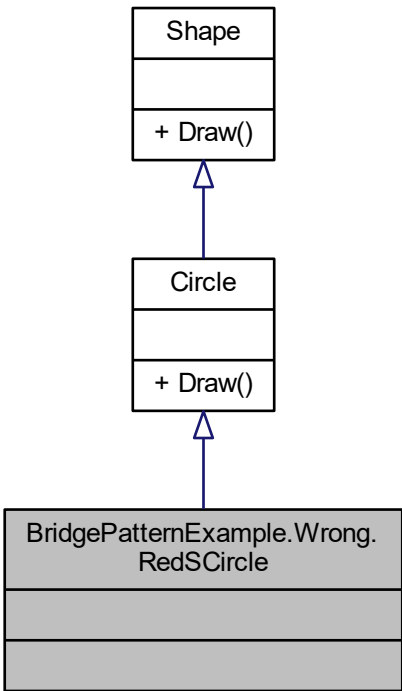 Shape
+ Draw()
Circle
+ Draw()
BridgePatternExample.Wrong.
RedSCircle